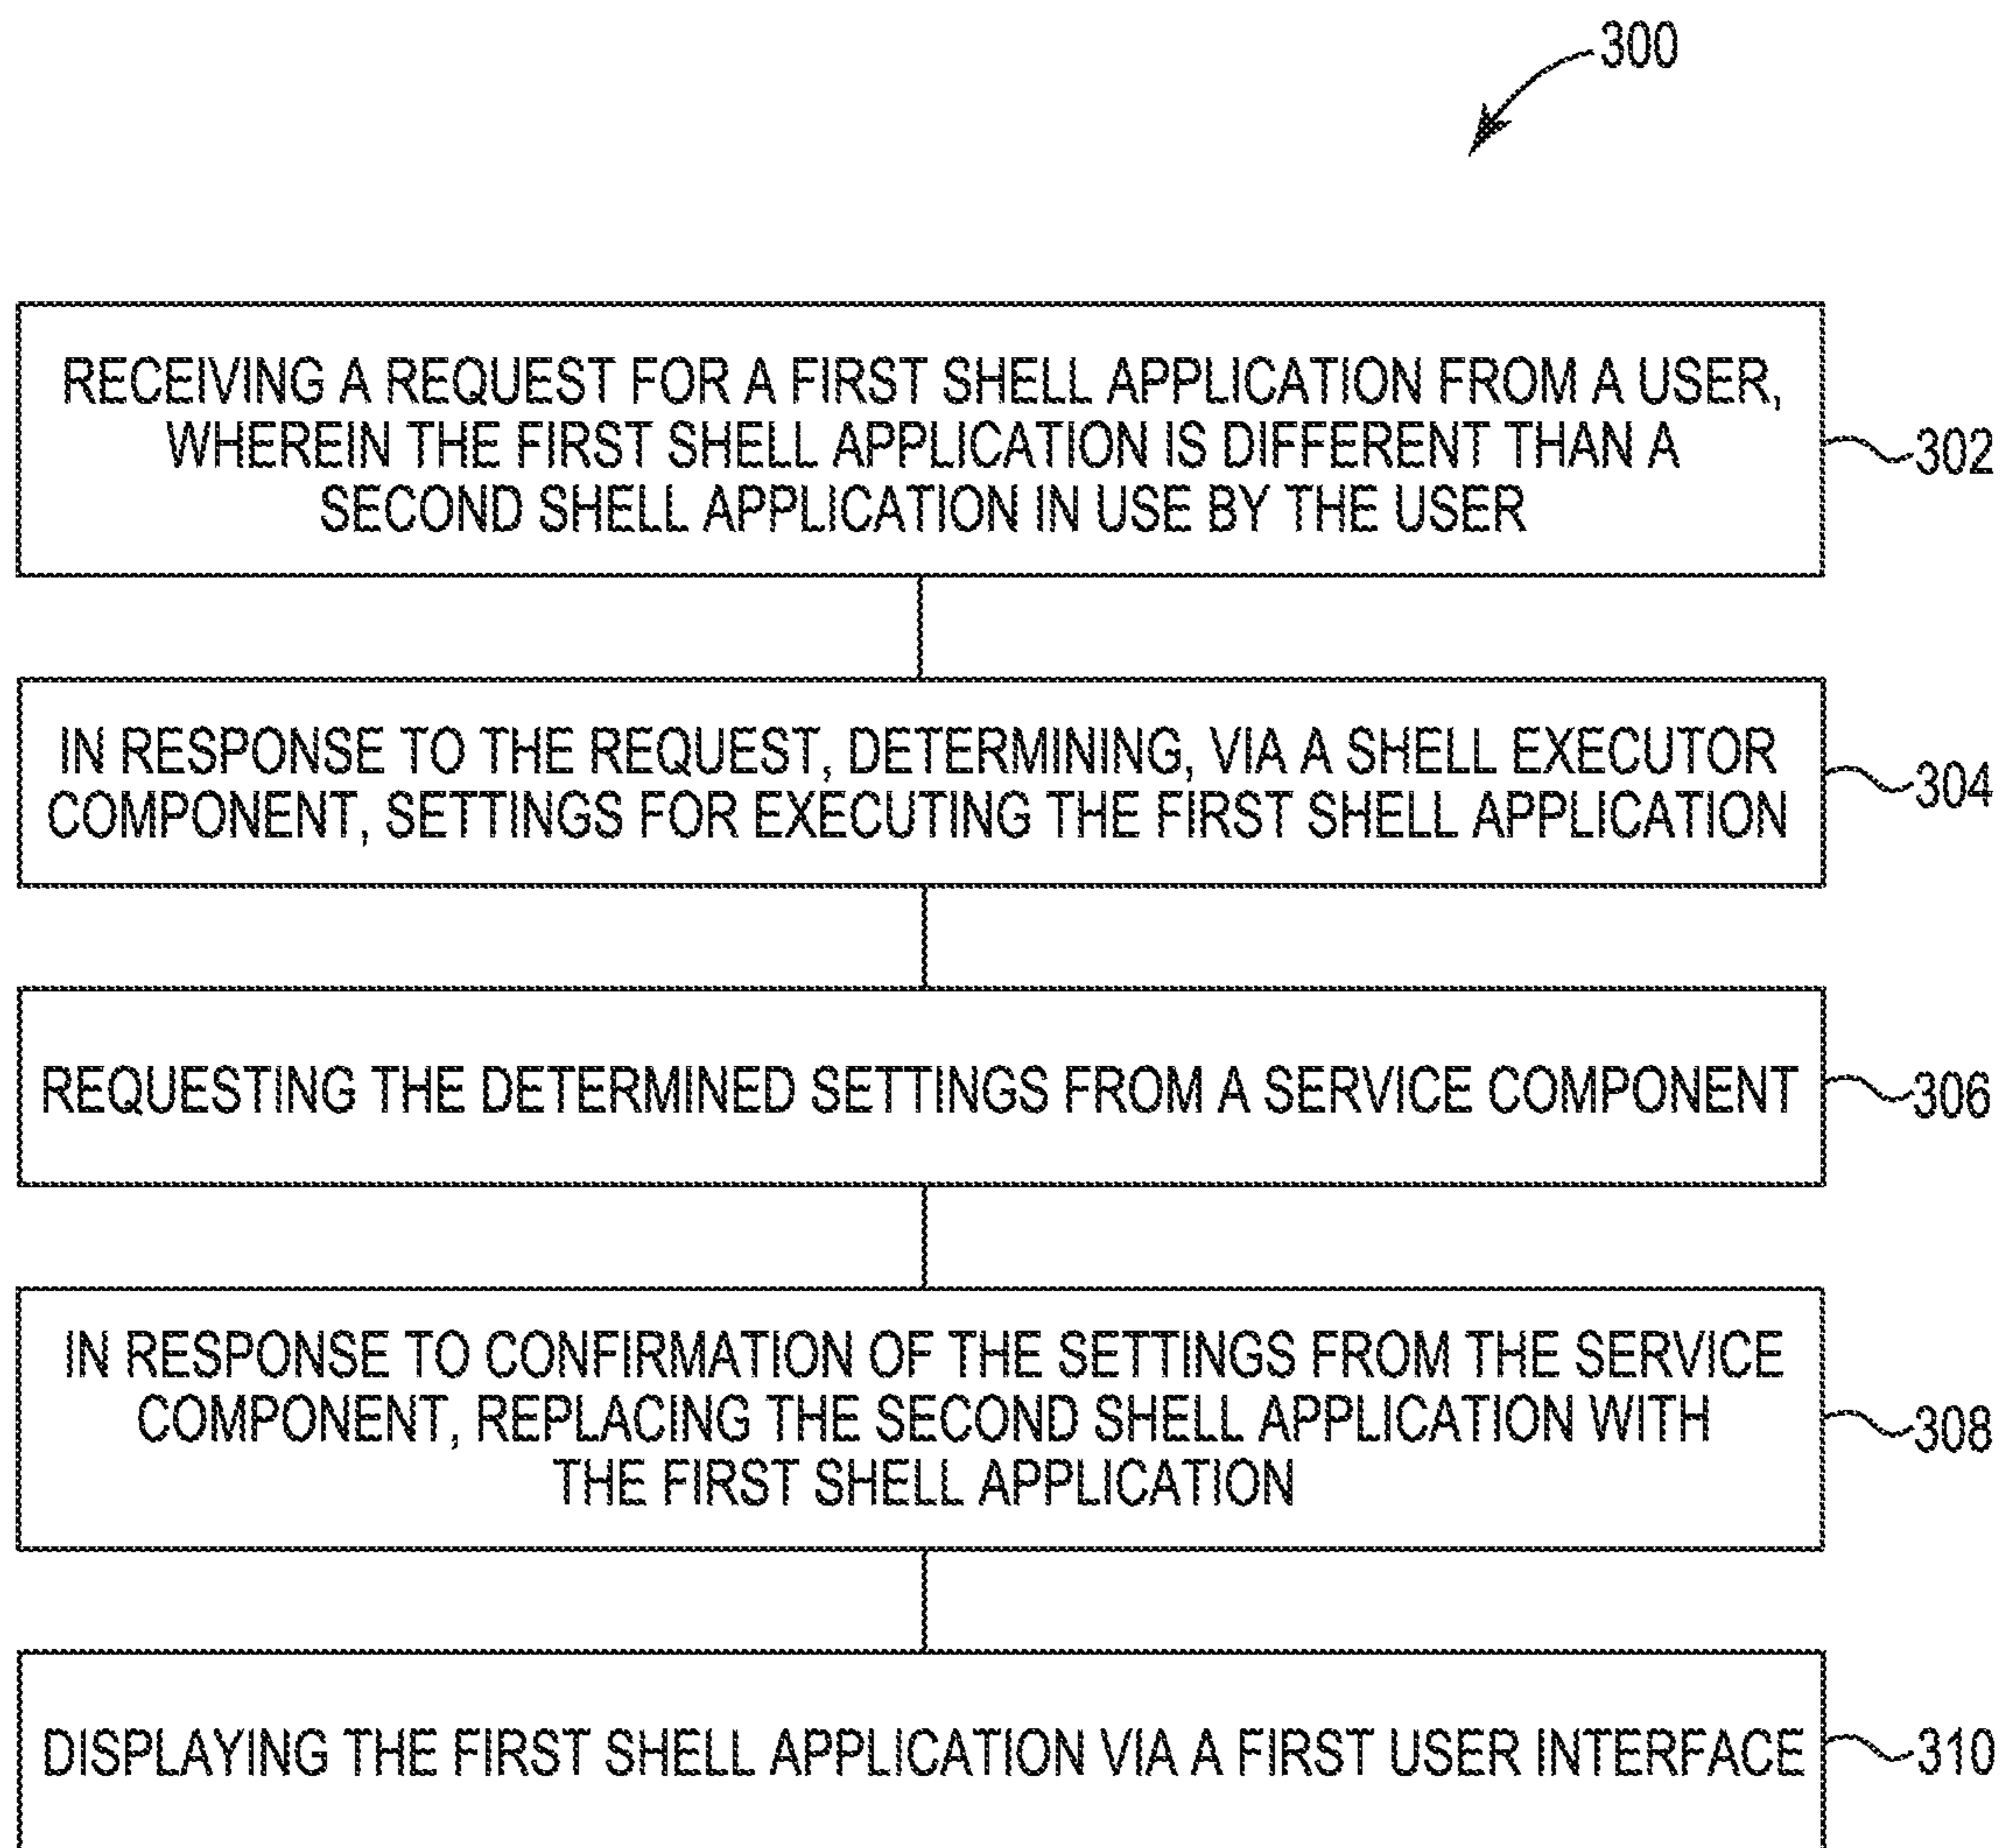 300
RECEIVING A REQUEST FOR A FIRST SHELL APPLICATION FROM A USER,
WHEREIN THE FIRST SHELL APPLICATION IS DIFFERENT THAN A
SECOND SHELL APPLICATION IN USE BY THE USER
302
IN RESPONSE TO THE REQUEST, DETERMINING, VIA A SHELL EXECUTOR
COMPONENT, SETTINGS FOR EXECUTING THE FIRST SHELL APPLICATION
304
REQUESTING THE DETERMINED SETTINGS FROM A SERVICE COMPONENT
306
IN RESPONSE TO CONFIRMATION OF THE SETTINGS FROM THE SERVICE
COMPONENT, REPLACING THE SECOND SHELL APPLICATION WITH
THE FIRST SHELL APPLICATION
308
DISPLAYING THE FIRST SHELL APPLICATION VIA A FIRST USER INTERFACE
310